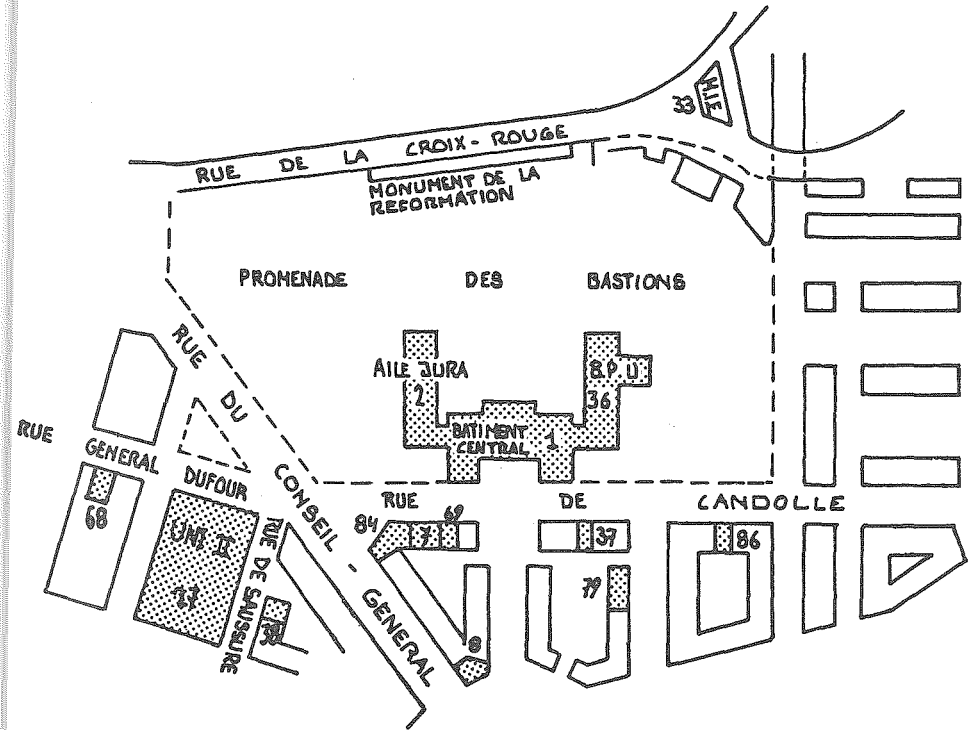 33
H.I.E.
RUE DE LA CROIX-ROUGE
MONUMENT DE LA
REFORMATION
PROMENADE DES BASTIONS
AILE JURA
2
B.P.U
36
BATIMENT
CENTRAL
1
RUE DU CONSEIL-GENERAL
RUE GENERAL DUFOUR
68
UNI II
RUE DE SAUSSURE
RUE DE CANDOLLE
84
7
69
37
86
79
8